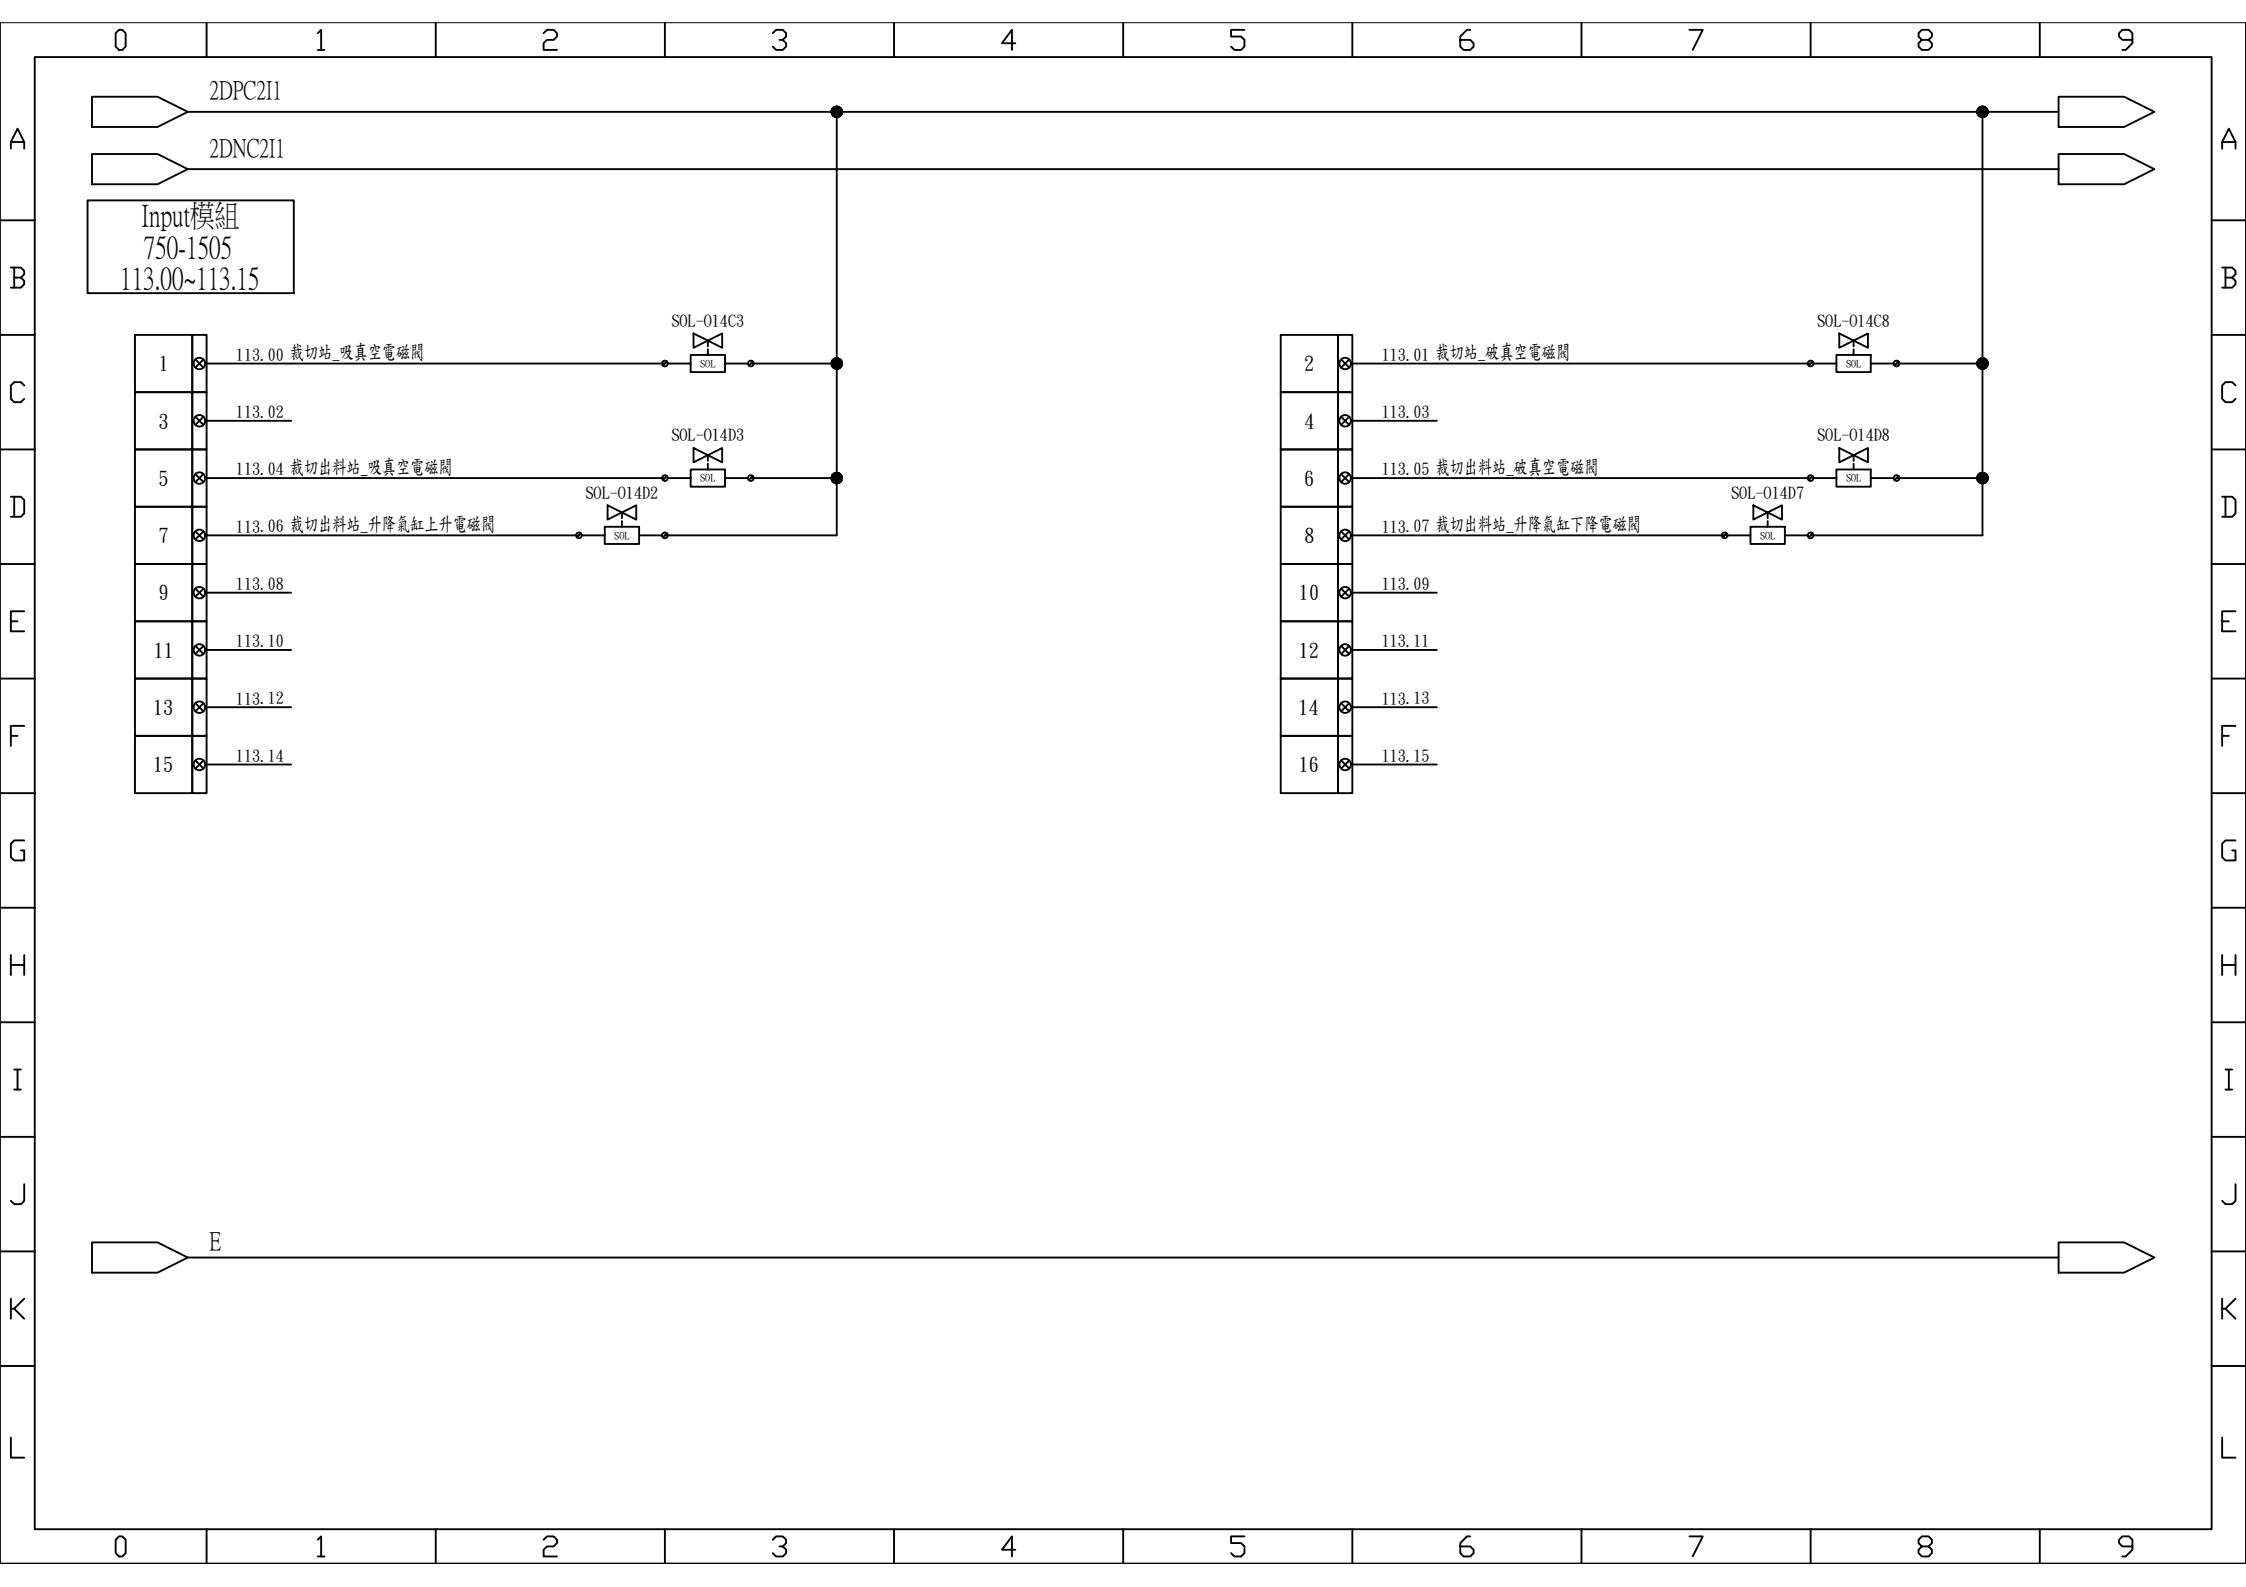 0 1 2 3 4 5 6 7 8 9
2DPC2I1
A A
2DNC2I1
Input模組
750-1505
113.00~113.15
B B
SOL-014C3
SOL-014C8
1 113.00 裁切站_吸真空電磁閥 SOL
2 113.01 裁切站_破真空電磁閥 SOL
C C
3 113.02
4 113.03
SOL-014D3
SOL-014D8
5 113.04 裁切出料站_吸真空電磁閥 SOL
6 113.05 裁切出料站_破真空電磁閥 SOL
SOL-014D2
SOL-014D7
D D
7 113.06 裁切出料站_升降氣缸上升電磁閥 SOL
8 113.07 裁切出料站_升降氣缸下降電磁閥 SOL
9 113.08
10 113.09
E E
11 113.10
12 113.11
13 113.12
14 113.13
F F
15 113.14
16 113.15
G G
H H
I I
J J
E
K K
L L
0 1 2 3 4 5 6 7 8 9